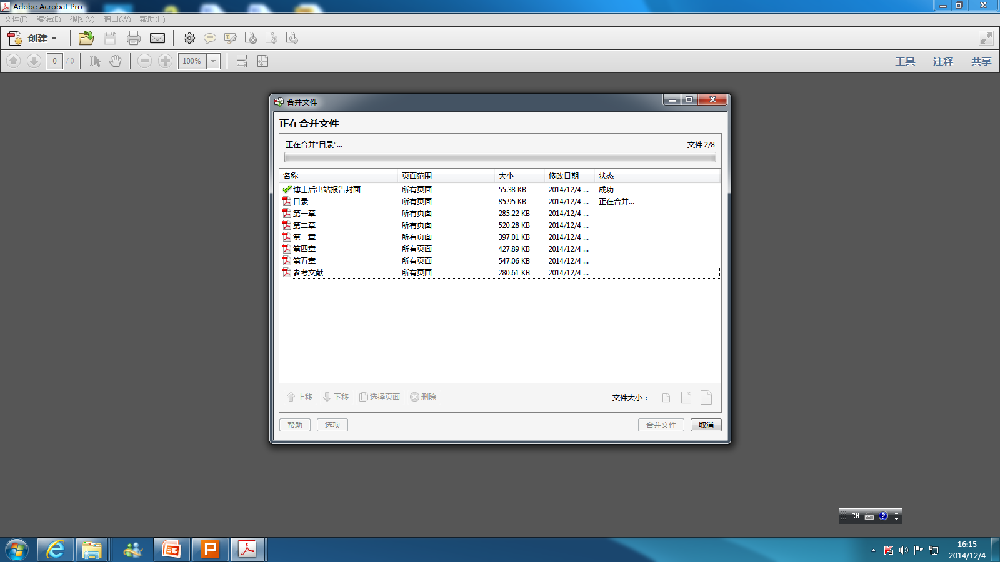 Adobe Acrobat Pro
文件(F) 编辑(E) 视图(V) 窗口(W) 帮助(H)
创建
0 / 0 100% 工具 注释 共享
合并文件
正在合并文件
正在合并"目录"... 文件 2/8
名称 页面范围 大小 修改日期 状态
博士后出站报告封面 所有页面 55.38 KB 2014/12/4 ... 成功
目录 所有页面 85.95 KB 2014/12/4 ... 正在合并...
第一章 所有页面 285.22 KB 2014/12/4 ...
第二章 所有页面 520.28 KB 2014/12/4 ...
第三章 所有页面 397.01 KB 2014/12/4 ...
第四章 所有页面 427.89 KB 2014/12/4 ...
第五章 所有页面 547.06 KB 2014/12/4 ...
参考文献 所有页面 280.61 KB 2014/12/4 ...
上移 下移 选择页面 删除 文件大小：
帮助 选项 合并文件 取消
CH
16:15
2014/12/4